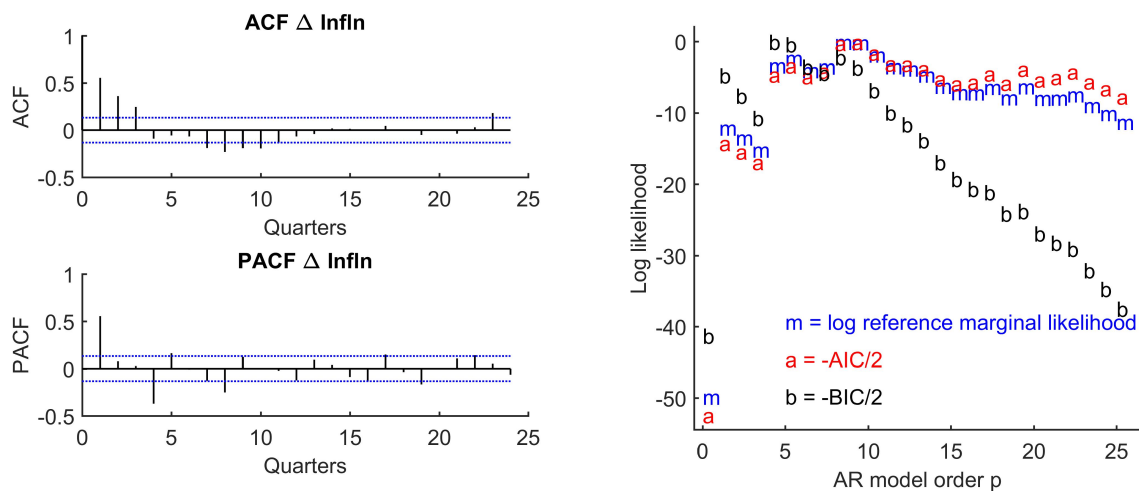 ACF Δ Infln
1
0.5
0
-0.5
ACF
0 5 10 15 20 25
Quarters
PACF Δ Infln
1
0.5
0
-0.5
PACF
0 5 10 15 20 25
Quarters
0
-10
-20
-30
-40
-50
Log likelihood
m = log reference marginal likelihood
a = -AIC/2
b = -BIC/2
0 5 10 15 20 25
AR model order p